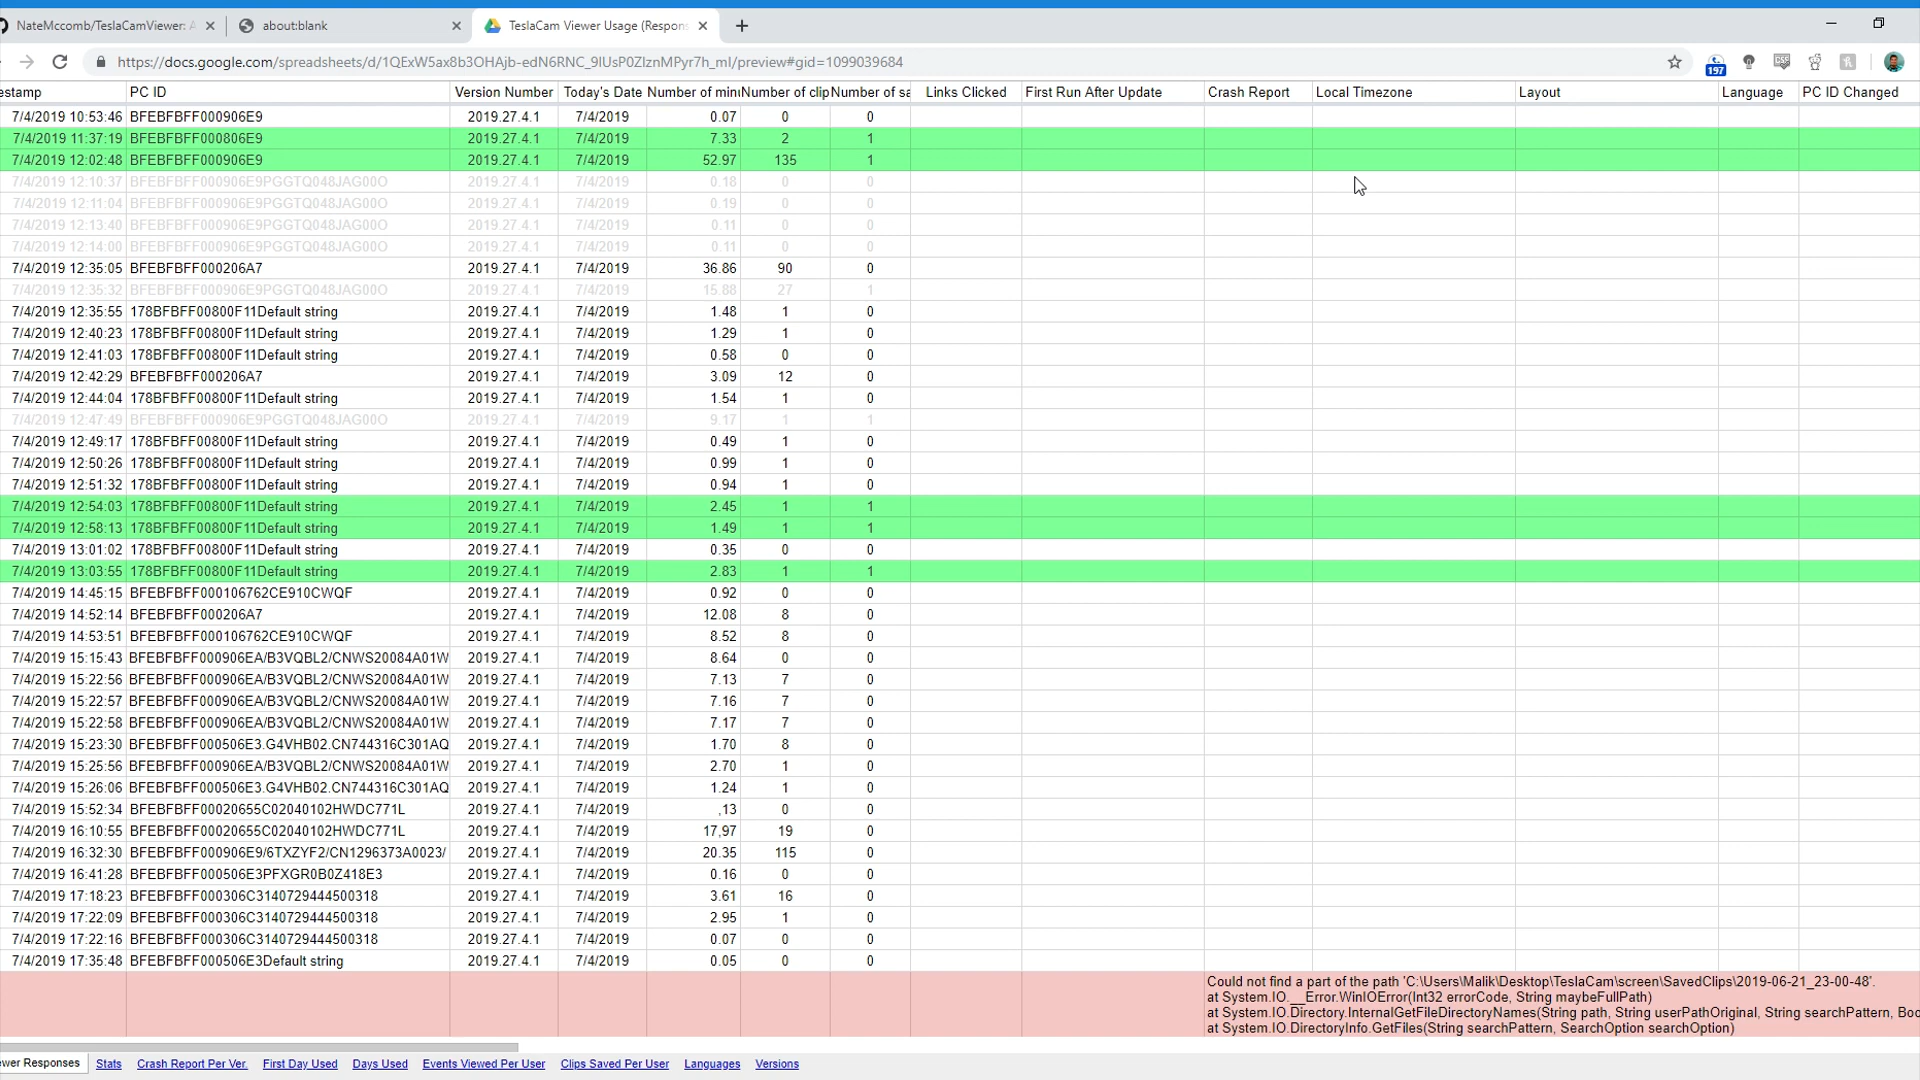 NateMccomb/TeslaCamViewer: A
about:blank
TeslaCam Viewer Usage (Respon
https://docs.google.com/spreadsheets/d/1QExW5ax8b3OHAjb-edN6RNC_9lUsP0ZlznMPyr7h_mI/preview#gid=1099039684
197
estamp PC ID Version Number Today's Date Number of minu Number of clip Number of sa Links Clicked First Run After Update Crash Report Local Timezone Layout Language PC ID Changed
7/4/2019 10:53:46 BFEBFBFF000906E9 2019.27.4.1 7/4/2019 0.07 0 0
7/4/2019 11:37:19 BFEBFBFF000806E9 2019.27.4.1 7/4/2019 7.33 2 1
7/4/2019 12:02:48 BFEBFBFF000906E9 2019.27.4.1 7/4/2019 52.97 135 1
7/4/2019 12:10:37 BFEBFBFF000906E9PGGTQ048JAG00O 2019.27.4.1 7/4/2019 0.18 0 0
7/4/2019 12:11:04 BFEBFBFF000906E9PGGTQ048JAG00O 2019.27.4.1 7/4/2019 0.19 0 0
7/4/2019 12:13:40 BFEBFBFF000906E9PGGTQ048JAG00O 2019.27.4.1 7/4/2019 0.11 0 0
7/4/2019 12:14:00 BFEBFBFF000906E9PGGTQ048JAG00O 2019.27.4.1 7/4/2019 0.11 0 0
7/4/2019 12:35:05 BFEBFBFF000206A7 2019.27.4.1 7/4/2019 36.86 90 0
7/4/2019 12:35:32 BFEBFBFF000906E9PGGTQ048JAG00O 2019.27.4.1 7/4/2019 15.88 27 1
7/4/2019 12:35:55 178BFBFF00800F11Default string 2019.27.4.1 7/4/2019 1.48 1 0
7/4/2019 12:40:23 178BFBFF00800F11Default string 2019.27.4.1 7/4/2019 1.29 1 0
7/4/2019 12:41:03 178BFBFF00800F11Default string 2019.27.4.1 7/4/2019 0.58 0 0
7/4/2019 12:42:29 BFEBFBFF000206A7 2019.27.4.1 7/4/2019 3.09 12 0
7/4/2019 12:44:04 178BFBFF00800F11Default string 2019.27.4.1 7/4/2019 1.54 1 0
7/4/2019 12:47:49 BFEBFBFF000906E9PGGTQ048JAG00O 2019.27.4.1 7/4/2019 9.17 1 1
7/4/2019 12:49:17 178BFBFF00800F11Default string 2019.27.4.1 7/4/2019 0.49 1 0
7/4/2019 12:50:26 178BFBFF00800F11Default string 2019.27.4.1 7/4/2019 0.99 1 0
7/4/2019 12:51:32 178BFBFF00800F11Default string 2019.27.4.1 7/4/2019 0.94 1 0
7/4/2019 12:54:03 178BFBFF00800F11Default string 2019.27.4.1 7/4/2019 2.45 1 1
7/4/2019 12:58:13 178BFBFF00800F11Default string 2019.27.4.1 7/4/2019 1.49 1 1
7/4/2019 13:01:02 178BFBFF00800F11Default string 2019.27.4.1 7/4/2019 0.35 0 0
7/4/2019 13:03:55 178BFBFF00800F11Default string 2019.27.4.1 7/4/2019 2.83 1 1
7/4/2019 14:45:15 BFEBFBFF000106762CE910CWQF 2019.27.4.1 7/4/2019 0.92 0 0
7/4/2019 14:52:14 BFEBFBFF000206A7 2019.27.4.1 7/4/2019 12.08 8 0
7/4/2019 14:53:51 BFEBFBFF000106762CE910CWQF 2019.27.4.1 7/4/2019 8.52 8 0
7/4/2019 15:15:43 BFEBFBFF000906EA/B3VQBL2/CNWS20084A01W 2019.27.4.1 7/4/2019 8.64 0 0
7/4/2019 15:22:56 BFEBFBFF000906EA/B3VQBL2/CNWS20084A01W 2019.27.4.1 7/4/2019 7.13 7 0
7/4/2019 15:22:57 BFEBFBFF000906EA/B3VQBL2/CNWS20084A01W 2019.27.4.1 7/4/2019 7.16 7 0
7/4/2019 15:22:58 BFEBFBFF000906EA/B3VQBL2/CNWS20084A01W 2019.27.4.1 7/4/2019 7.17 7 0
7/4/2019 15:23:30 BFEBFBFF000506E3.G4VHB02.CN744316C301AQ 2019.27.4.1 7/4/2019 1.70 8 0
7/4/2019 15:25:56 BFEBFBFF000906EA/B3VQBL2/CNWS20084A01W 2019.27.4.1 7/4/2019 2.70 1 0
7/4/2019 15:26:06 BFEBFBFF000506E3.G4VHB02.CN744316C301AQ 2019.27.4.1 7/4/2019 1.24 1 0
7/4/2019 15:52:34 BFEBFBFF00020655C02040102HWDC771L 2019.27.4.1 7/4/2019 ,13 0 0
7/4/2019 16:10:55 BFEBFBFF00020655C02040102HWDC771L 2019.27.4.1 7/4/2019 17,97 19 0
7/4/2019 16:32:30 BFEBFBFF000906E9/6TXZYF2/CN1296373A0023/ 2019.27.4.1 7/4/2019 20.35 115 0
7/4/2019 16:41:28 BFEBFBFF000506E3PFXGR0B0Z418E3 2019.27.4.1 7/4/2019 0.16 0 0
7/4/2019 17:18:23 BFEBFBFF000306C3140729444500318 2019.27.4.1 7/4/2019 3.61 16 0
7/4/2019 17:22:09 BFEBFBFF000306C3140729444500318 2019.27.4.1 7/4/2019 2.95 1 0
7/4/2019 17:22:16 BFEBFBFF000306C3140729444500318 2019.27.4.1 7/4/2019 0.07 0 0
7/4/2019 17:35:48 BFEBFBFF000506E3Default string 2019.27.4.1 7/4/2019 0.05 0 0
Could not find a part of the path 'C:\Users\Malik\Desktop\TeslaCam\screen\SavedClips\2019-06-21_23-00-48'.
at System.IO.__Error.WinIOError(Int32 errorCode, String maybeFullPath)
at System.IO.Directory.InternalGetFileDirectoryNames(String path, String userPathOriginal, String searchPattern, Boo
at System.IO.DirectoryInfo.GetFiles(String searchPattern, SearchOption searchOption)
ewer Responses Stats Crash Report Per Ver. First Day Used Days Used Events Viewed Per User Clips Saved Per User Languages Versions